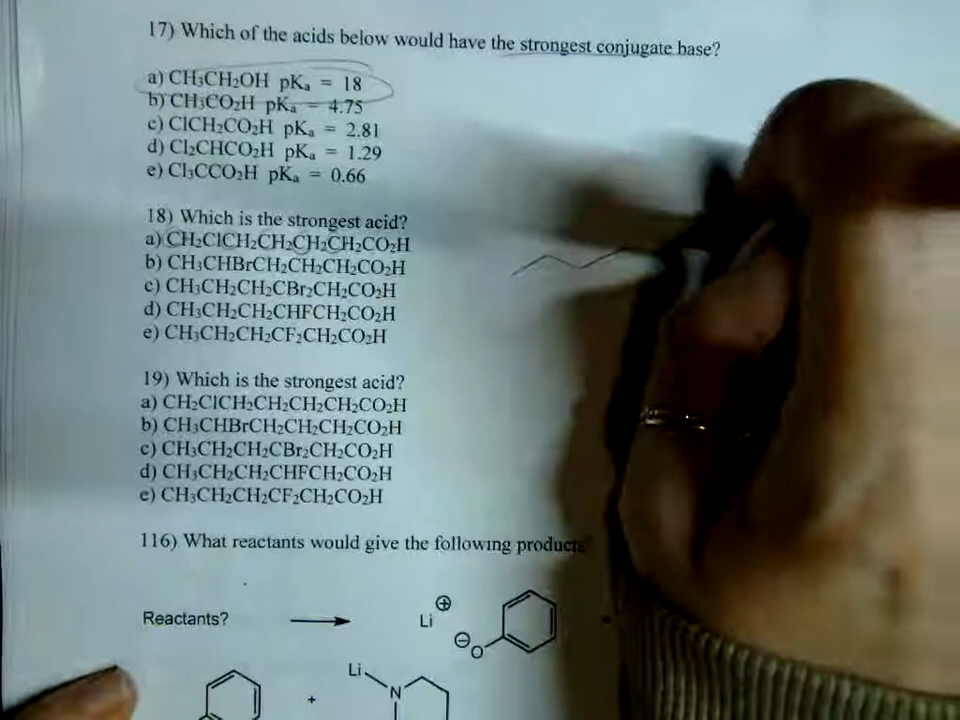 17) Which of the acids below would have the strongest conjugate base?
a) CH₃CH₂OH pKₐ = 18
b) CH₃CO₂H pKₐ = 4.75
c) ClCH₂CO₂H pKₐ = 2.81
d) Cl₂CHCO₂H pKₐ = 1.29
e) Cl₃CCO₂H pKₐ = 0.66
18) Which is the strongest acid?
a) CH₂ClCH₂CH₂CH₂CH₂CO₂H
b) CH₃CHBrCH₂CH₂CH₂CO₂H
c) CH₃CH₂CH₂CBr₂CH₂CO₂H
d) CH₃CH₂CH₂CHFCH₂CO₂H
e) CH₃CH₂CH₂CF₂CH₂CO₂H
19) Which is the strongest acid?
a) CH₂ClCH₂CH₂CH₂CH₂CO₂H
b) CH₃CHBrCH₂CH₂CH₂CO₂H
c) CH₃CH₂CH₂CBr₂CH₂CO₂H
d) CH₃CH₂CH₂CHFCH₂CO₂H
e) CH₃CH₂CH₂CF₂CH₂CO₂H
116) What reactants would give the following products
Reactants? → Li ⊕ ⊖ O
+ Li N